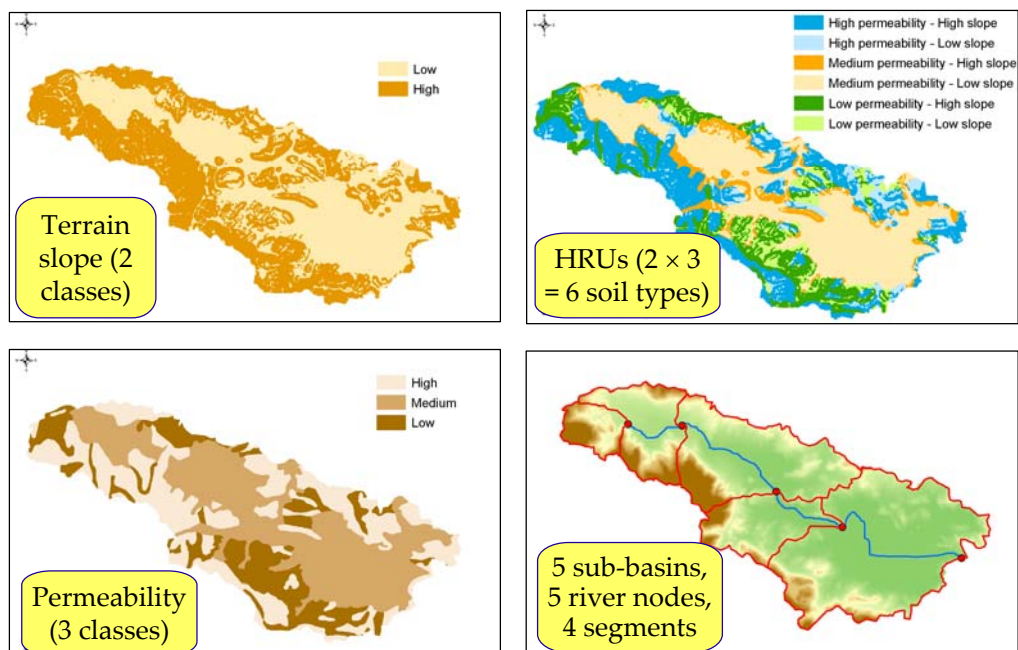 Low
High
Terrain
slope (2
classes)
High permeability - High slope
High permeability - Low slope
Medium permeability - High slope
Medium permeability - Low slope
Low permeability - High slope
Low permeability - Low slope
HRUs (2 × 3
= 6 soil types)
High
Medium
Low
Permeability
(3 classes)
5 sub-basins,
5 river nodes,
4 segments